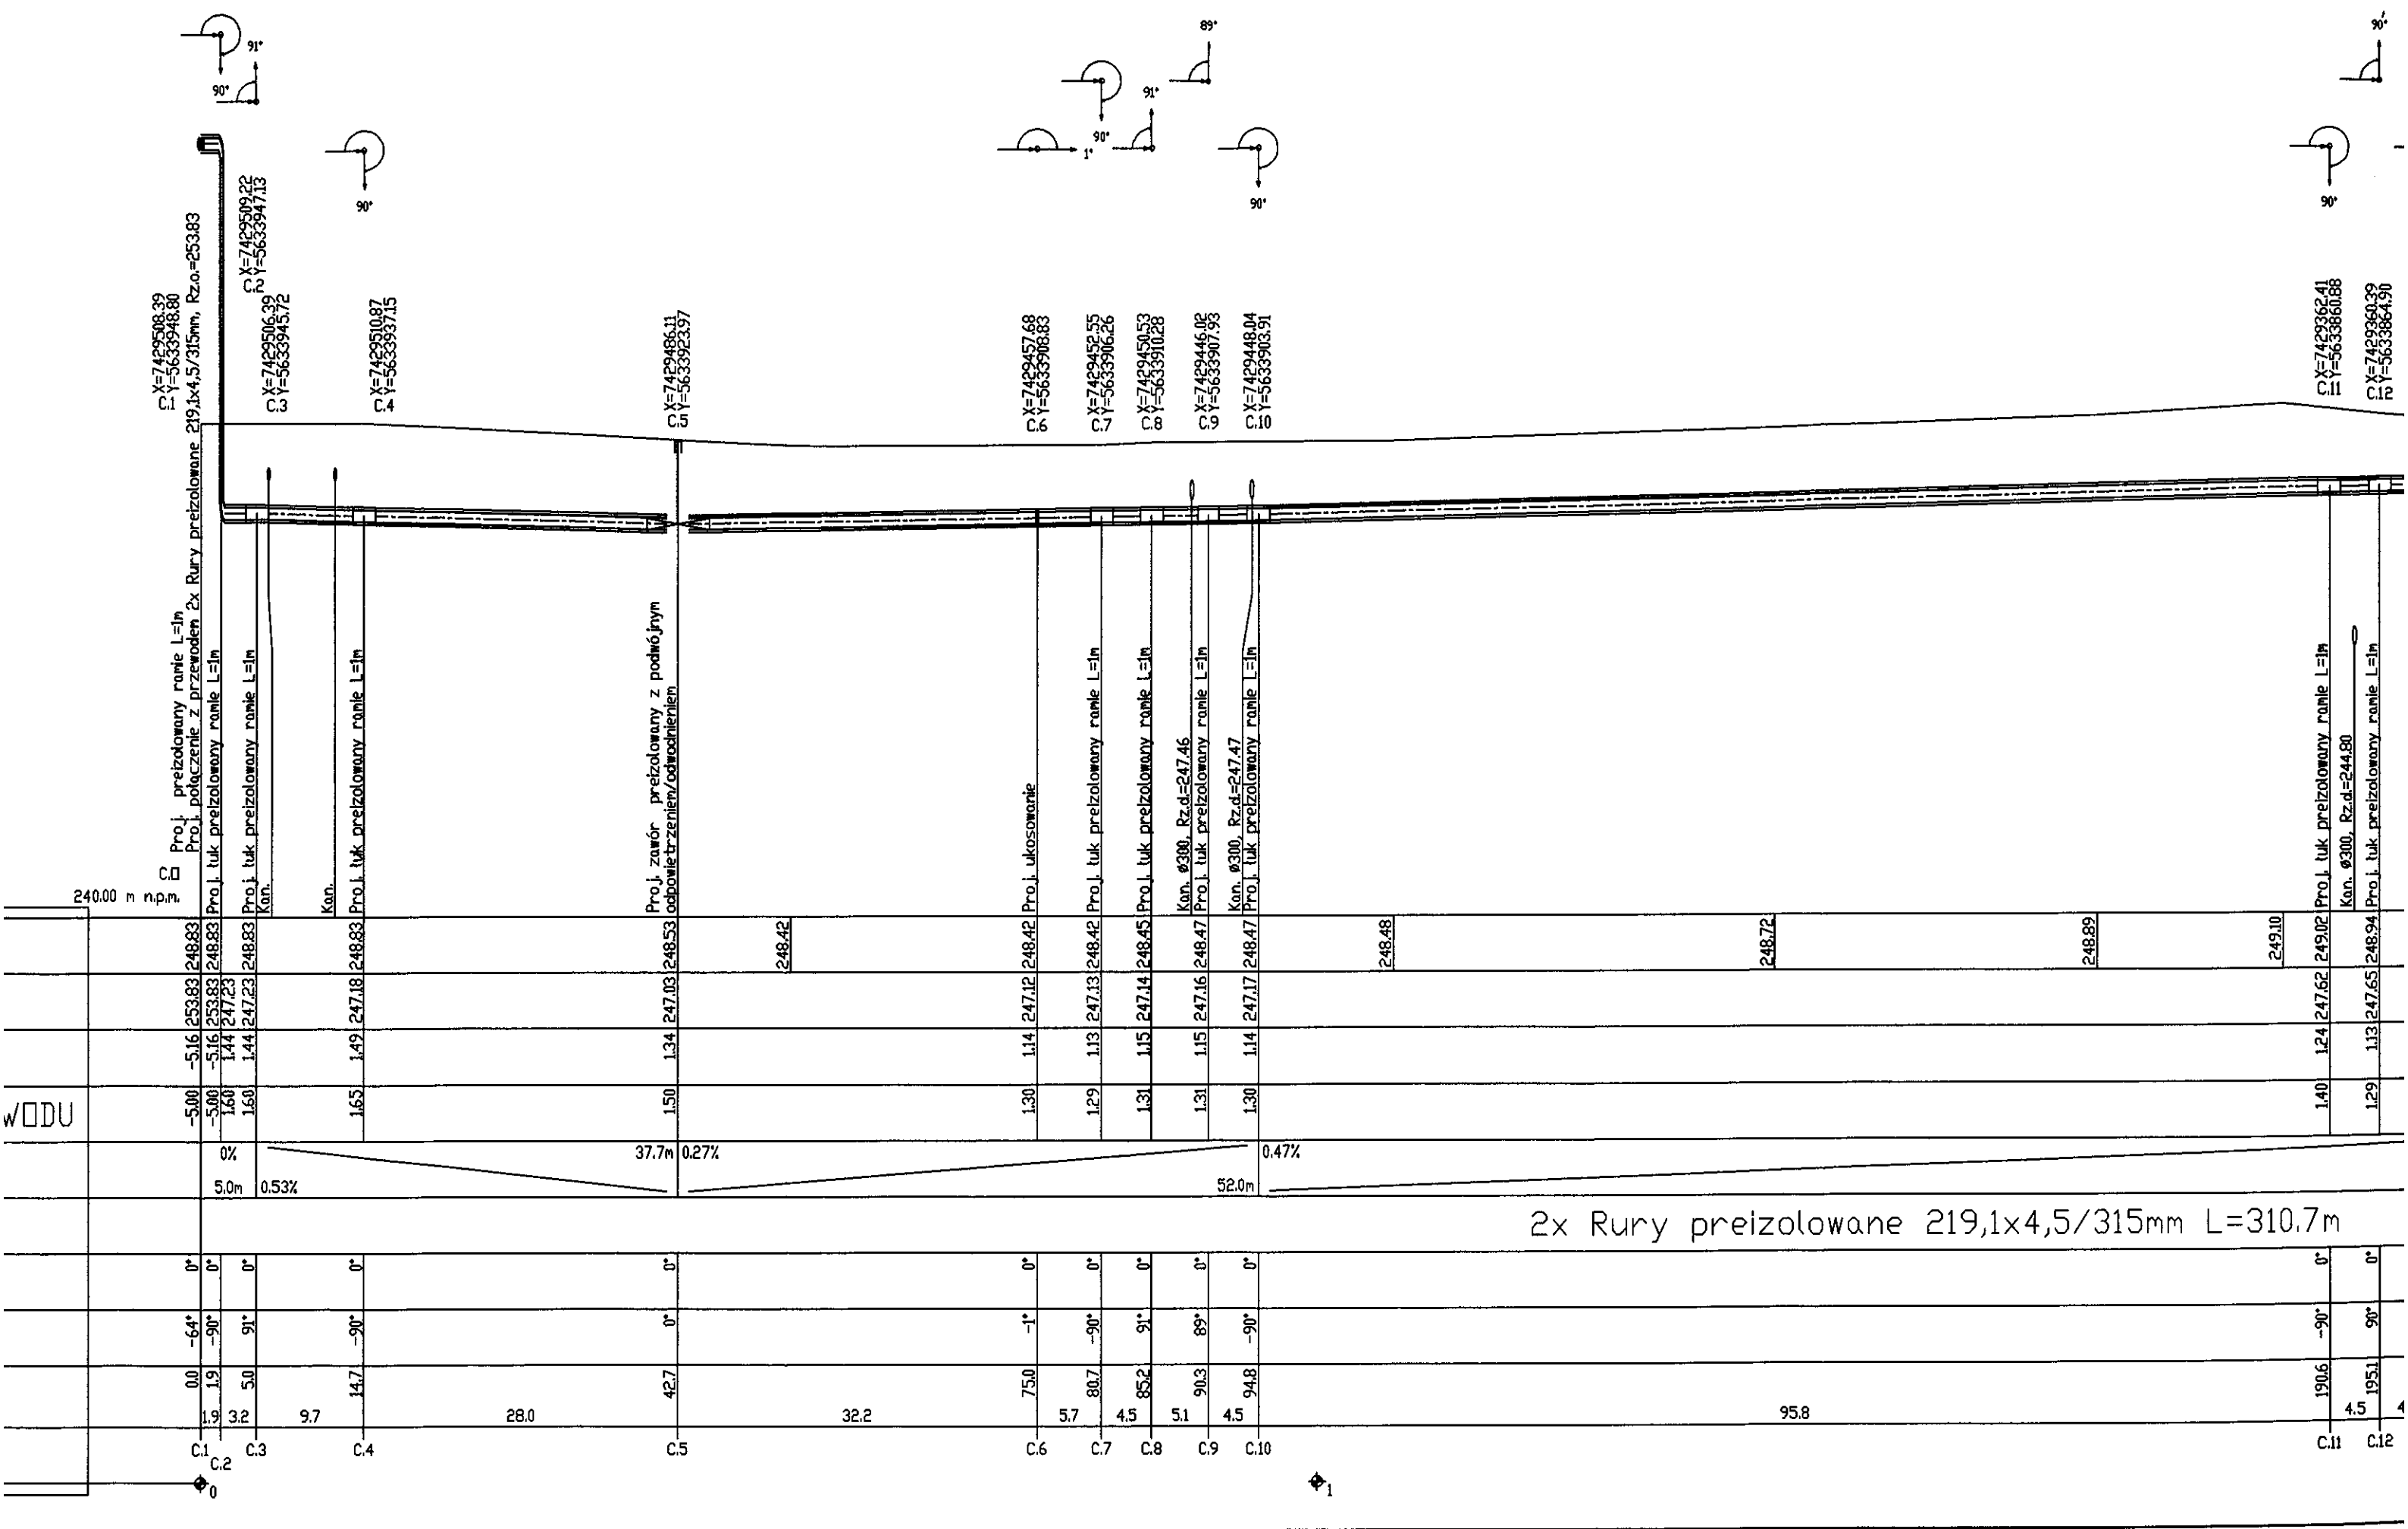 91°
90°
90°
89°
91°
90°
1°
90°
90°
90°
C.1 X=7429508.39
Y=5633948.80
C.2 X=7429509.22
Y=5633947.13
C.3 X=7429506.39
Y=5633945.72
C.4 X=7429510.87
Y=5633937.15
C.5 X=7429486.11
Y=5633923.97
C.6 X=7429457.68
Y=5633908.83
C.7 X=7429452.55
Y=5633906.26
C.8 X=7429450.53
Y=5633910.28
C.9 X=7429446.02
Y=5633907.93
C.10 X=7429448.04
Y=5633903.91
C.11 X=7429362.41
Y=5633860.88
C.12 X=7429360.39
Y=5633864.90
Proj. preizolowany ramie L=1m
Proj. połączenie z przewodem 2x Rury preizolowane 219,1x4,5/315mm, Rz.o.=253.83
Proj. łuk preizolowany ramie L=1m
Proj. łuk preizolowany ramie L=1m
Kan.
Kan.
Proj. łuk preizolowany ramie L=1m
Proj. zawór preizolowany z podwójnym
odpowietrzeniem/odwodnieniem
Proj. ukosowanie
Proj. łuk preizolowany ramie L=1m
Proj. łuk preizolowany ramie L=1m
Kan. ø300, Rz.d.=247.46
Proj. łuk preizolowany ramie L=1m
Kan. ø300, Rz.d.=247.47
Proj. łuk preizolowany ramie L=1m
Proj. łuk preizolowany ramie L=1m
Kan. ø300, Rz.d.=244.80
Proj. łuk preizolowany ramie L=1m
C.□
240.00 m n.p.m.
248.83 248.83 248.83 248.83 248.53 248.42 248.42 248.42 248.45 248.47 248.47 248.48 248.72 248.89 249.10 249.02 248.94
253.83 253.83 247.23 247.23 247.18 247.03 247.12 247.13 247.14 247.16 247.17 247.62 247.65
-5.16 -5.16 1.44 1.44 1.49 1.34 1.14 1.13 1.15 1.15 1.14 1.24 1.13
-5.00 -5.00 1.60 1.60 1.65 1.50 1.30 1.29 1.31 1.31 1.30 1.40 1.29
W□DU
0% 37.7m 0.27% 0.47%
5.0m 0.53% 52.0m
2x Rury preizolowane 219,1x4,5/315mm L=310.7m
0° 0° 0° 0° 0° 0° 0° 0° 0° 0° 0° 0°
-64° -90° 91° -90° 0° -1° -90° 91° 89° -90° -90° 90°
0.0 1.9 5.0 14.7 42.7 75.0 80.7 85.2 90.3 94.8 190.6 195.1
1.9 3.2 9.7 28.0 32.2 5.7 4.5 5.1 4.5 95.8 4.5 4
C.1 C.2 C.3 C.4 C.5 C.6 C.7 C.8 C.9 C.10 C.11 C.12
0 1